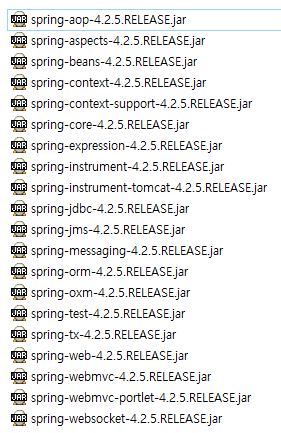 spring-aop-4.2.5.RELEASE.jar
spring-aspects-4.2.5.RELEASE.jar
spring-beans-4.2.5.RELEASE.jar
spring-context-4.2.5.RELEASE.jar
spring-context-support-4.2.5.RELEASE.jar
spring-core-4.2.5.RELEASE.jar
spring-expression-4.2.5.RELEASE.jar
spring-instrument-4.2.5.RELEASE.jar
spring-instrument-tomcat-4.2.5.RELEASE.jar
spring-jdbc-4.2.5.RELEASE.jar
spring-jms-4.2.5.RELEASE.jar
spring-messaging-4.2.5.RELEASE.jar
spring-orm-4.2.5.RELEASE.jar
spring-oxm-4.2.5.RELEASE.jar
spring-test-4.2.5.RELEASE.jar
spring-tx-4.2.5.RELEASE.jar
spring-web-4.2.5.RELEASE.jar
spring-webmvc-4.2.5.RELEASE.jar
spring-webmvc-portlet-4.2.5.RELEASE.jar
spring-websocket-4.2.5.RELEASE.jar